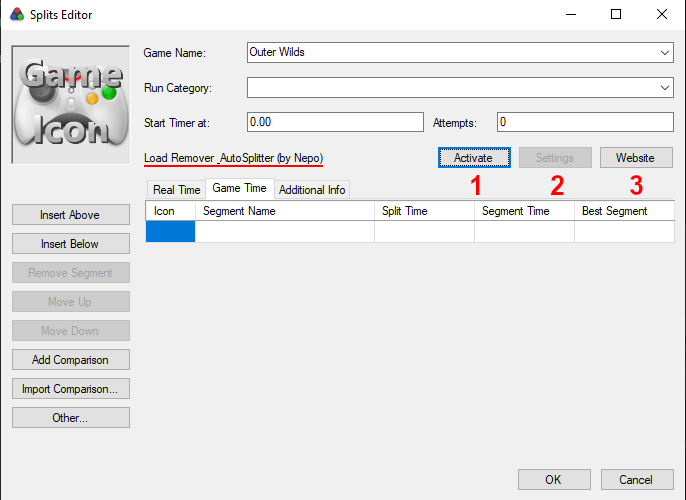 Splits Editor
Game Icon
Game Name: Outer Wilds
Run Category:
Start Timer at: 0.00 Attempts: 0
Load Remover_AutoSplitter (by Nepo) Activate Settings Website
1 2 3
Real Time Game Time Additional Info
Icon Segment Name Split Time Segment Time Best Segment
Insert Above
Insert Below
Remove Segment
Move Up
Move Down
Add Comparison
Import Comparison...
Other...
OK Cancel